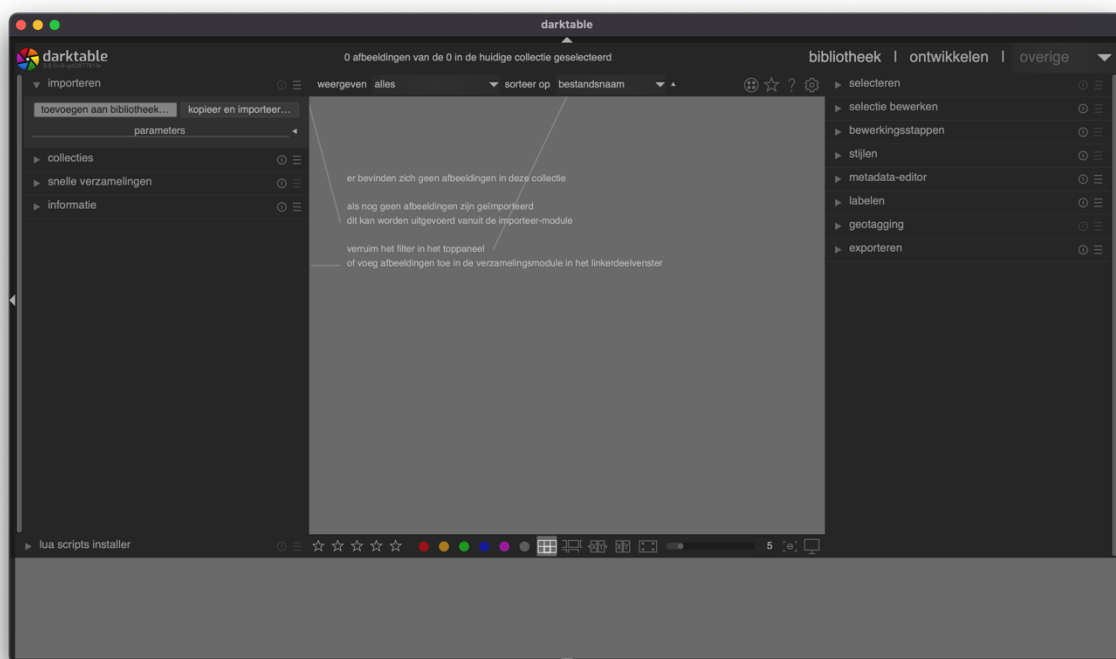 darktable
darktable
0 afbeeldingen van de 0 in de huidige collectie geselecteerd
bibliotheek | ontwikkelen | overige
importeren
weergeven alles sorteer op bestandsnaam
toevoegen aan bibliotheek... kopieer en importeer...
parameters
collecties
snelle verzamelingen
informatie
er bevinden zich geen afbeeldingen in deze collectie
als nog geen afbeeldingen zijn geïmporteerd
dit kan worden uitgevoerd vanuit de importeer-module
verruim het filter in het toppaneel
of voeg afbeeldingen toe in de verzamelingsmodule in het linkerdeelvenster
selecteren
selectie bewerken
bewerkingsstappen
stijlen
metadata-editor
labelen
geotagging
exporteren
lua scripts installer
5